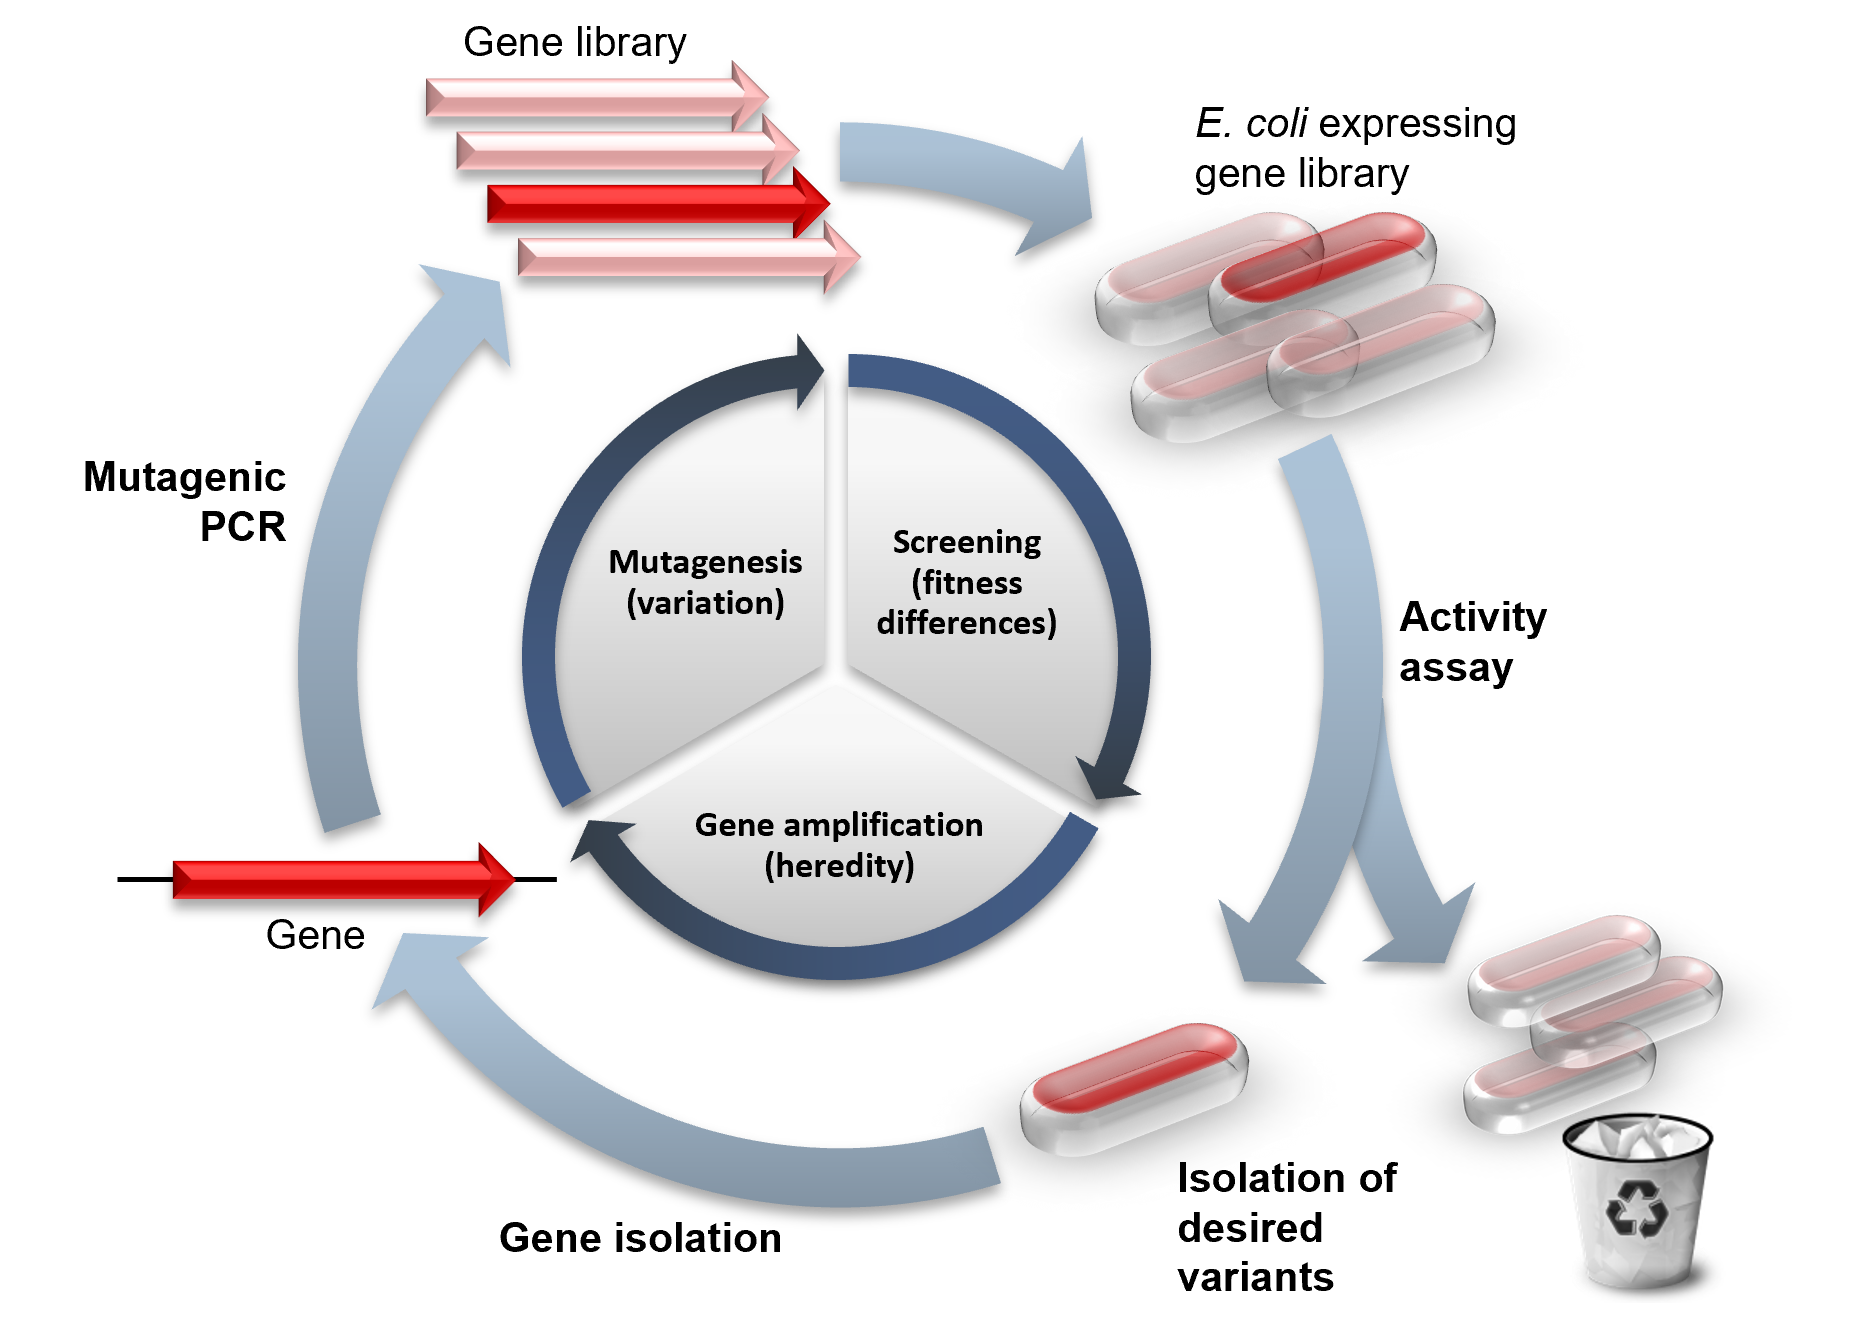 Gene library
E. coli expressing
gene library
Mutagenic
PCR
Mutagenesis
(variation)
Screening
(fitness
differences)
Activity
assay
Gene amplification
(heredity)
Gene
Isolation of
desired
variants
Gene isolation